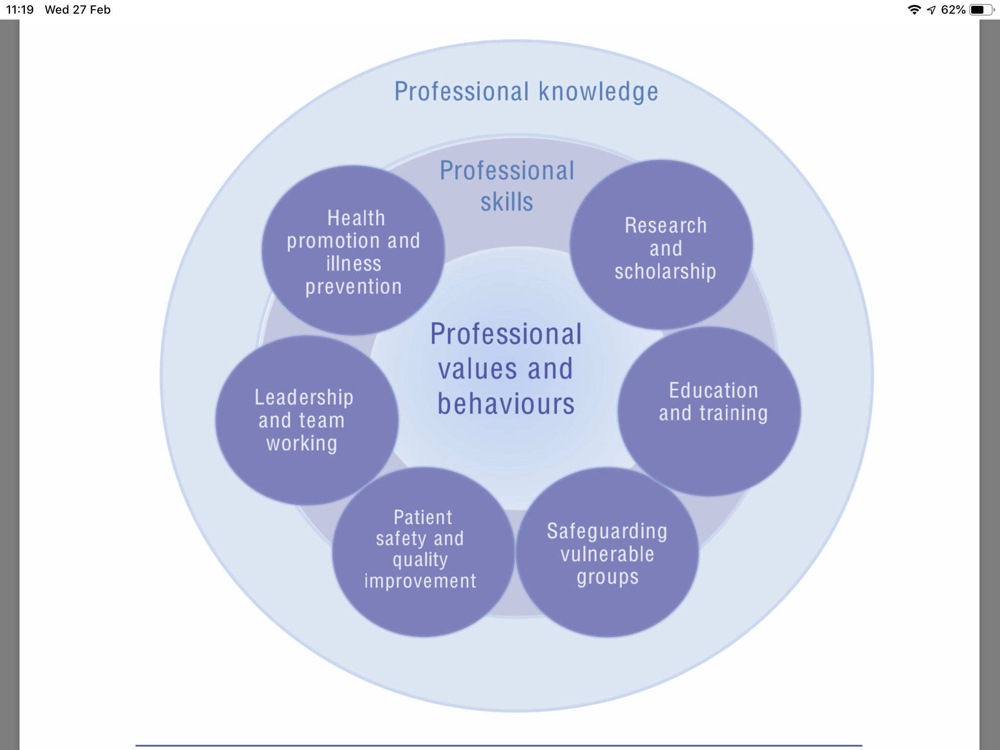 11:19 Wed 27 Feb
62%
Professional knowledge
Professional
skills
Health
promotion and
illness
prevention
Research
and
scholarship
Professional
values and
behaviours
Leadership
and team
working
Education
and training
Patient
safety and
quality
improvement
Safeguarding
vulnerable
groups